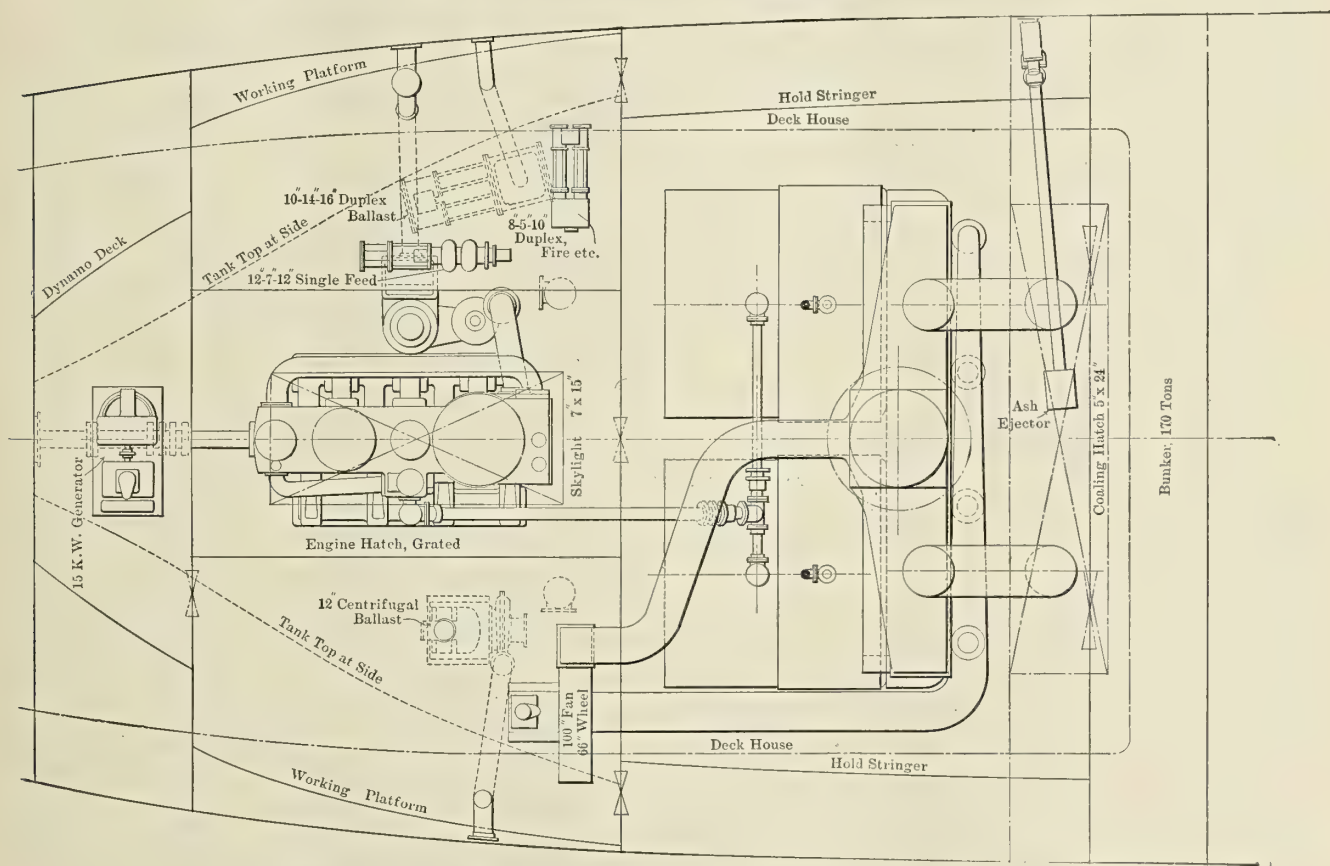 Working Platform
Hold Stringer
Deck House
10"-14"-16" Duplex
Ballast
8"-5"-10"
Duplex,
Fire etc.
Tank Top at Side
Dynamo Deck
12"-7"-12" Single Feed
Skylight 7" x 15"
Ash
Ejector
Coaling Hatch 5" x 24"
Bunker, 170 Tons
15 K.W. Generator
Engine Hatch, Grated
12" Centrifugal
Ballast
Tank Top at Side
100" Fan
66" Wheel
Deck House
Hold Stringer
Working Platform